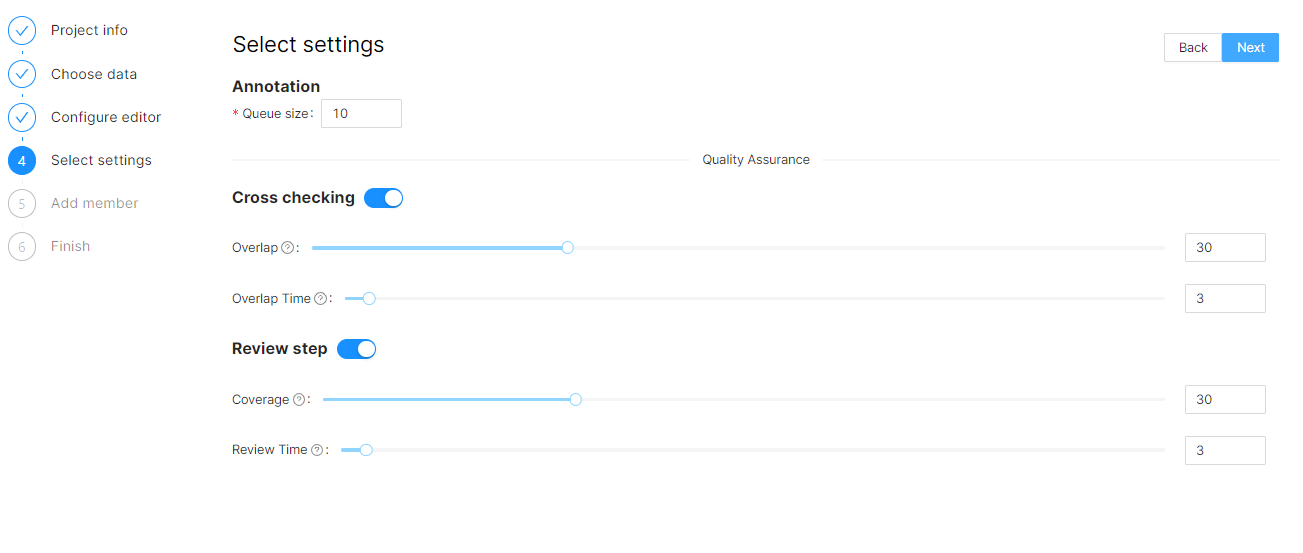 Project info
Choose data
Configure editor
4 Select settings
5 Add member
6 Finish
Select settings
Back Next
Annotation
* Queue size: 10
Quality Assurance
Cross checking
Overlap ? : 30
Overlap Time ? : 3
Review step
Coverage ? : 30
Review Time ? : 3